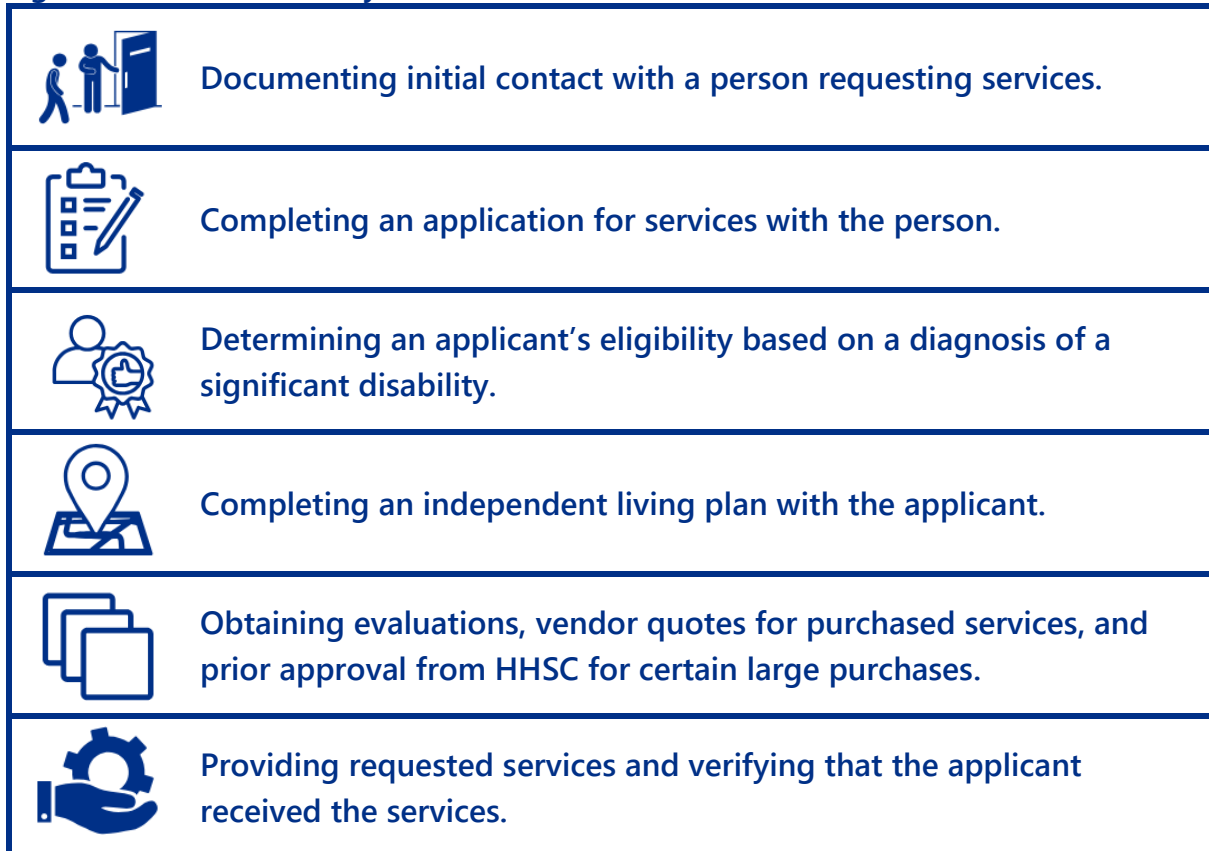 Documenting initial contact with a person requesting services.
Completing an application for services with the person.
Determining an applicant’s eligibility based on a diagnosis of a
significant disability.
Completing an independent living plan with the applicant.
Obtaining evaluations, vendor quotes for purchased services, and
prior approval from HHSC for certain large purchases.
Providing requested services and verifying that the applicant
received the services.